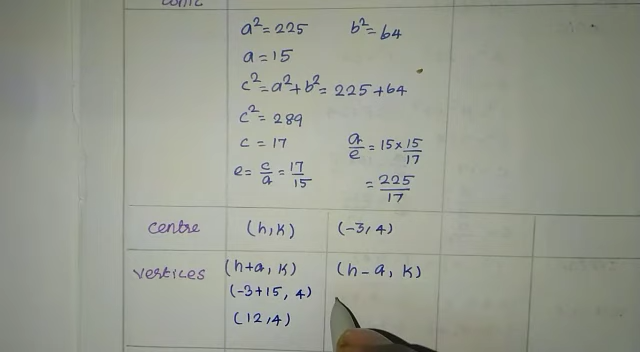 conic
a² = 225 b² = 64
a = 15
c² = a² + b² = 225 + 64
c² = 289
c = 17 a/e = 15 × 15/17
e = c/a = 17/15 = 225/17
centre (h, k) (-3, 4)
vertices (h+a, k) (h-a, k)
(-3+15, 4)
(12, 4)